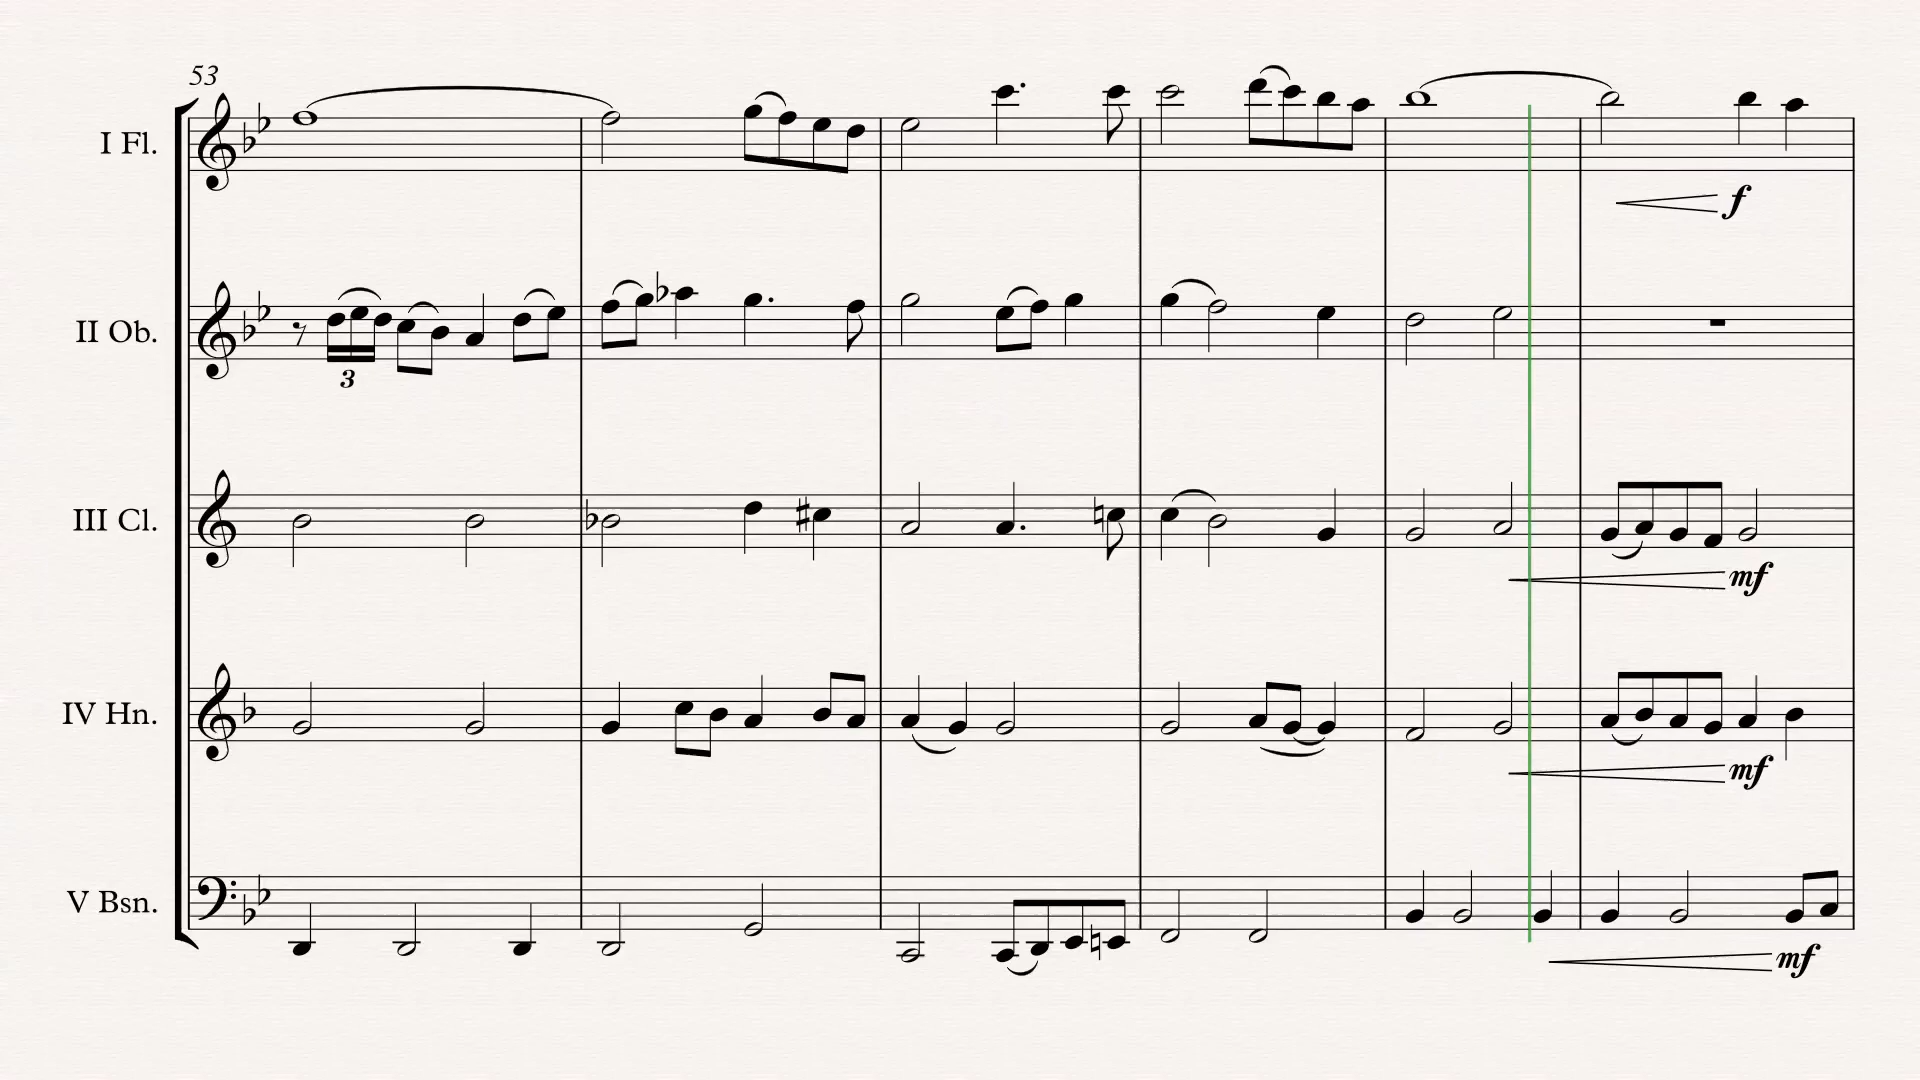 53
I Fl.
f
II Ob.
3
III Cl.
mf
IV Hn.
mf
V Bsn.
mf